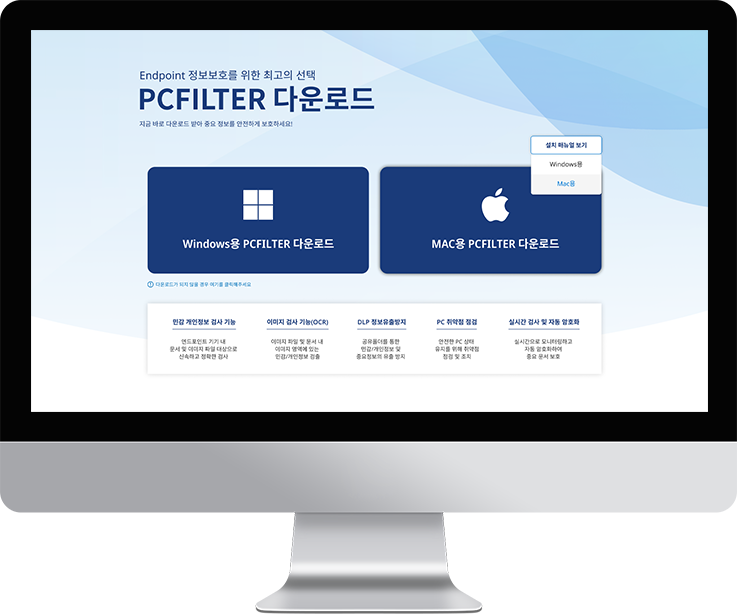 Endpoint 정보보호를 위한 최고의 선택
PCFILTER 다운로드
지금 바로 다운로드 받아 중요 정보를 안전하게 보호하세요!
설치 매뉴얼 보기
Windows용
Mac용
Windows용 PCFILTER 다운로드
MAC용 PCFILTER 다운로드
다운로드가 되지 않을 경우 여기를 클릭해주세요
민감 개인정보 검사 기능
엔드포인트 기기 내
문서 및 이미지 파일 대상으로
신속하고 정확한 검사
이미지 검사 기능(OCR)
이미지 파일 및 문서 내
이미지 영역에 있는
민감/개인정보 검출
DLP 정보유출방지
공유폴더를 통한
민감/개인정보 및
중요정보의 유출 방지
PC 취약점 점검
안전한 PC 상태
유지를 위해 취약점
점검 및 조치
실시간 검사 및 자동 암호화
실시간으로 모니터링하고
자동 암호화하여
중요 문서 보호